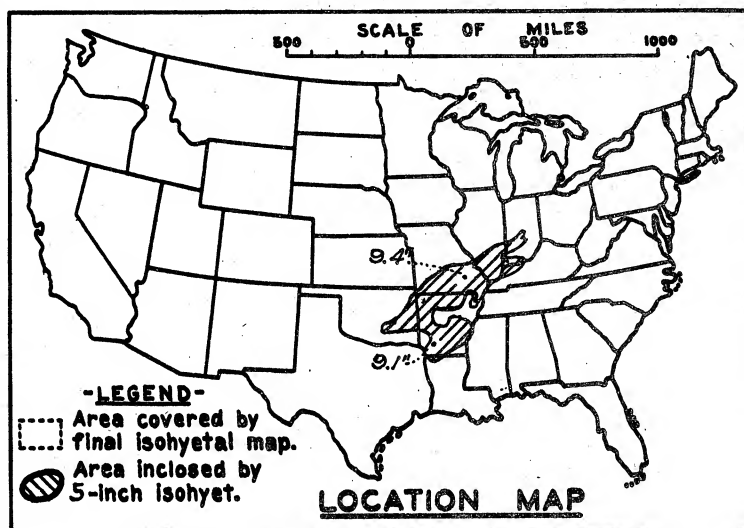 SCALE OF MILES
500 0 500 1000
9.4"
9.1"
-LEGEND-
Area covered by
final isohyetal map.
Area inclosed by
5-inch isohyet.
LOCATION MAP